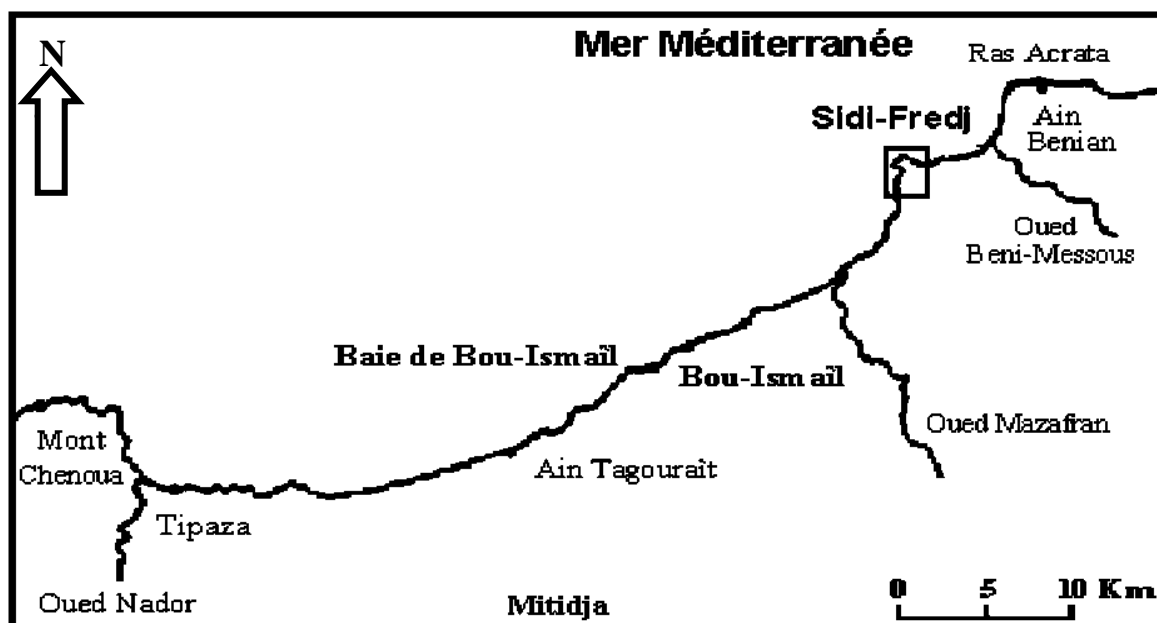 N
Mer Méditerranée
Ras Acrata
Sidi-Fredj
Ain
Benian
Oued
Beni-Messous
Baie de Bou-Ismaïl
Bou-Ismaïl
Mont
Chenoua
Oued Mazafran
Ain Tagouraït
Tipaza
Oued Nador
Mitidja
0 5 10 Km